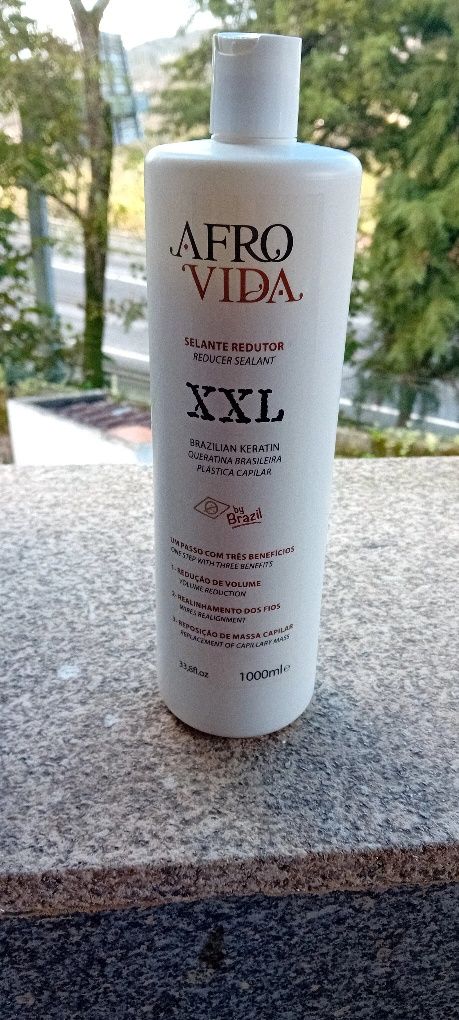 AFRO
VIDA
SELANTE REDUTOR
REDUCER SEALANT
XXL
BRAZILIAN KERATIN
QUERATINA BRASILEIRA
PLÁSTICA CAPILAR
by
Brazil
UM PASSO COM TRÊS BENEFÍCIOS
ONE STEP WITH THREE BENEFITS
1- REDUÇÃO DE VOLUME
VOLUME REDUCTION
2- REALINHAMENTO DOS FIOS
WIRES REALIGNMENT
3- REPOSIÇÃO DE MASSA CAPILAR
REPLACEMENT OF CAPILLARY MASS
33,8fl.oz 1000ml℮